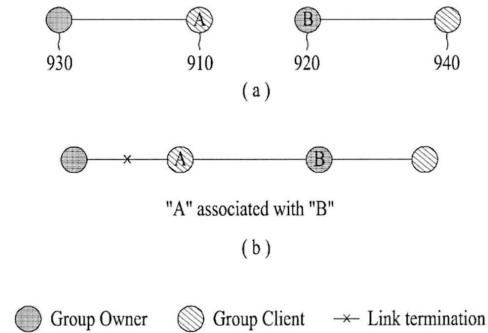 A B
930 910 920 940
( a )
A B
"A" associated with "B"
( b )
Group Owner Group Client Link termination